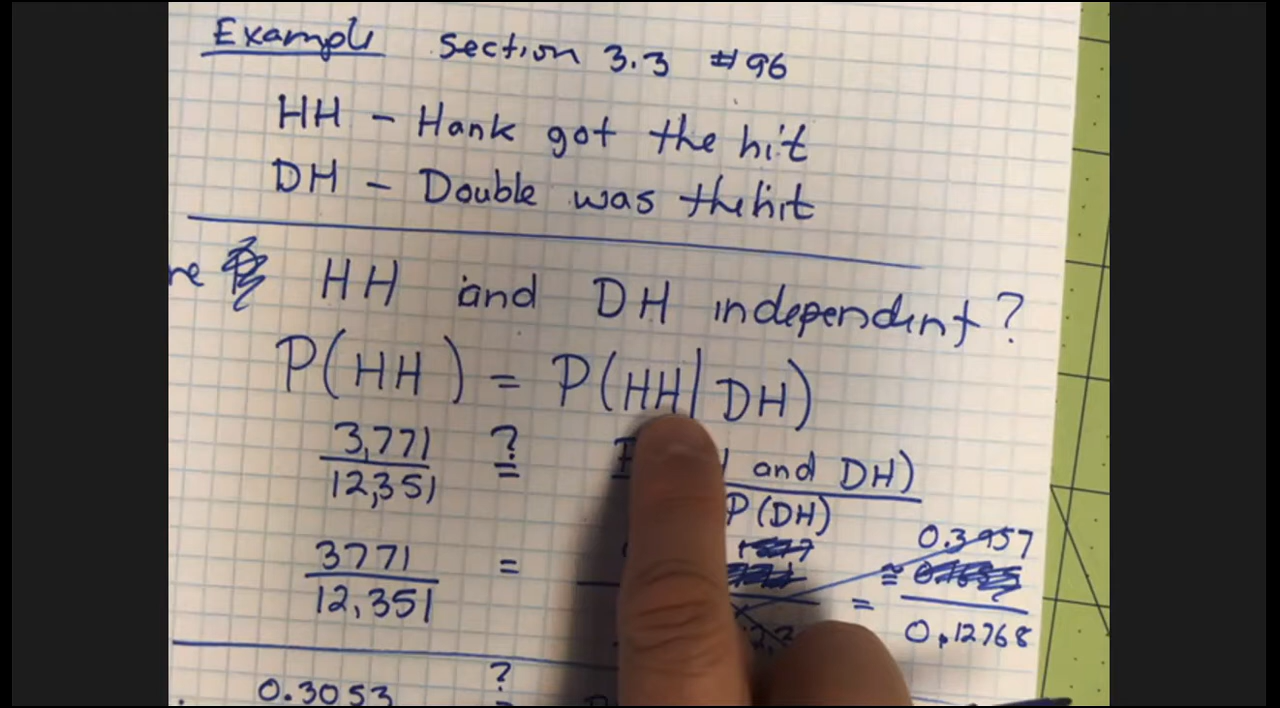 Example Section 3.3 #96
HH - Hank got the hit
DH - Double was the hit
re HH and DH independent?
P(HH) = P(HH|DH)
3,771 ? and DH)
12,351 = P(DH)
3771 = = 0.3957
12,351 0.12768
0.3053 ?